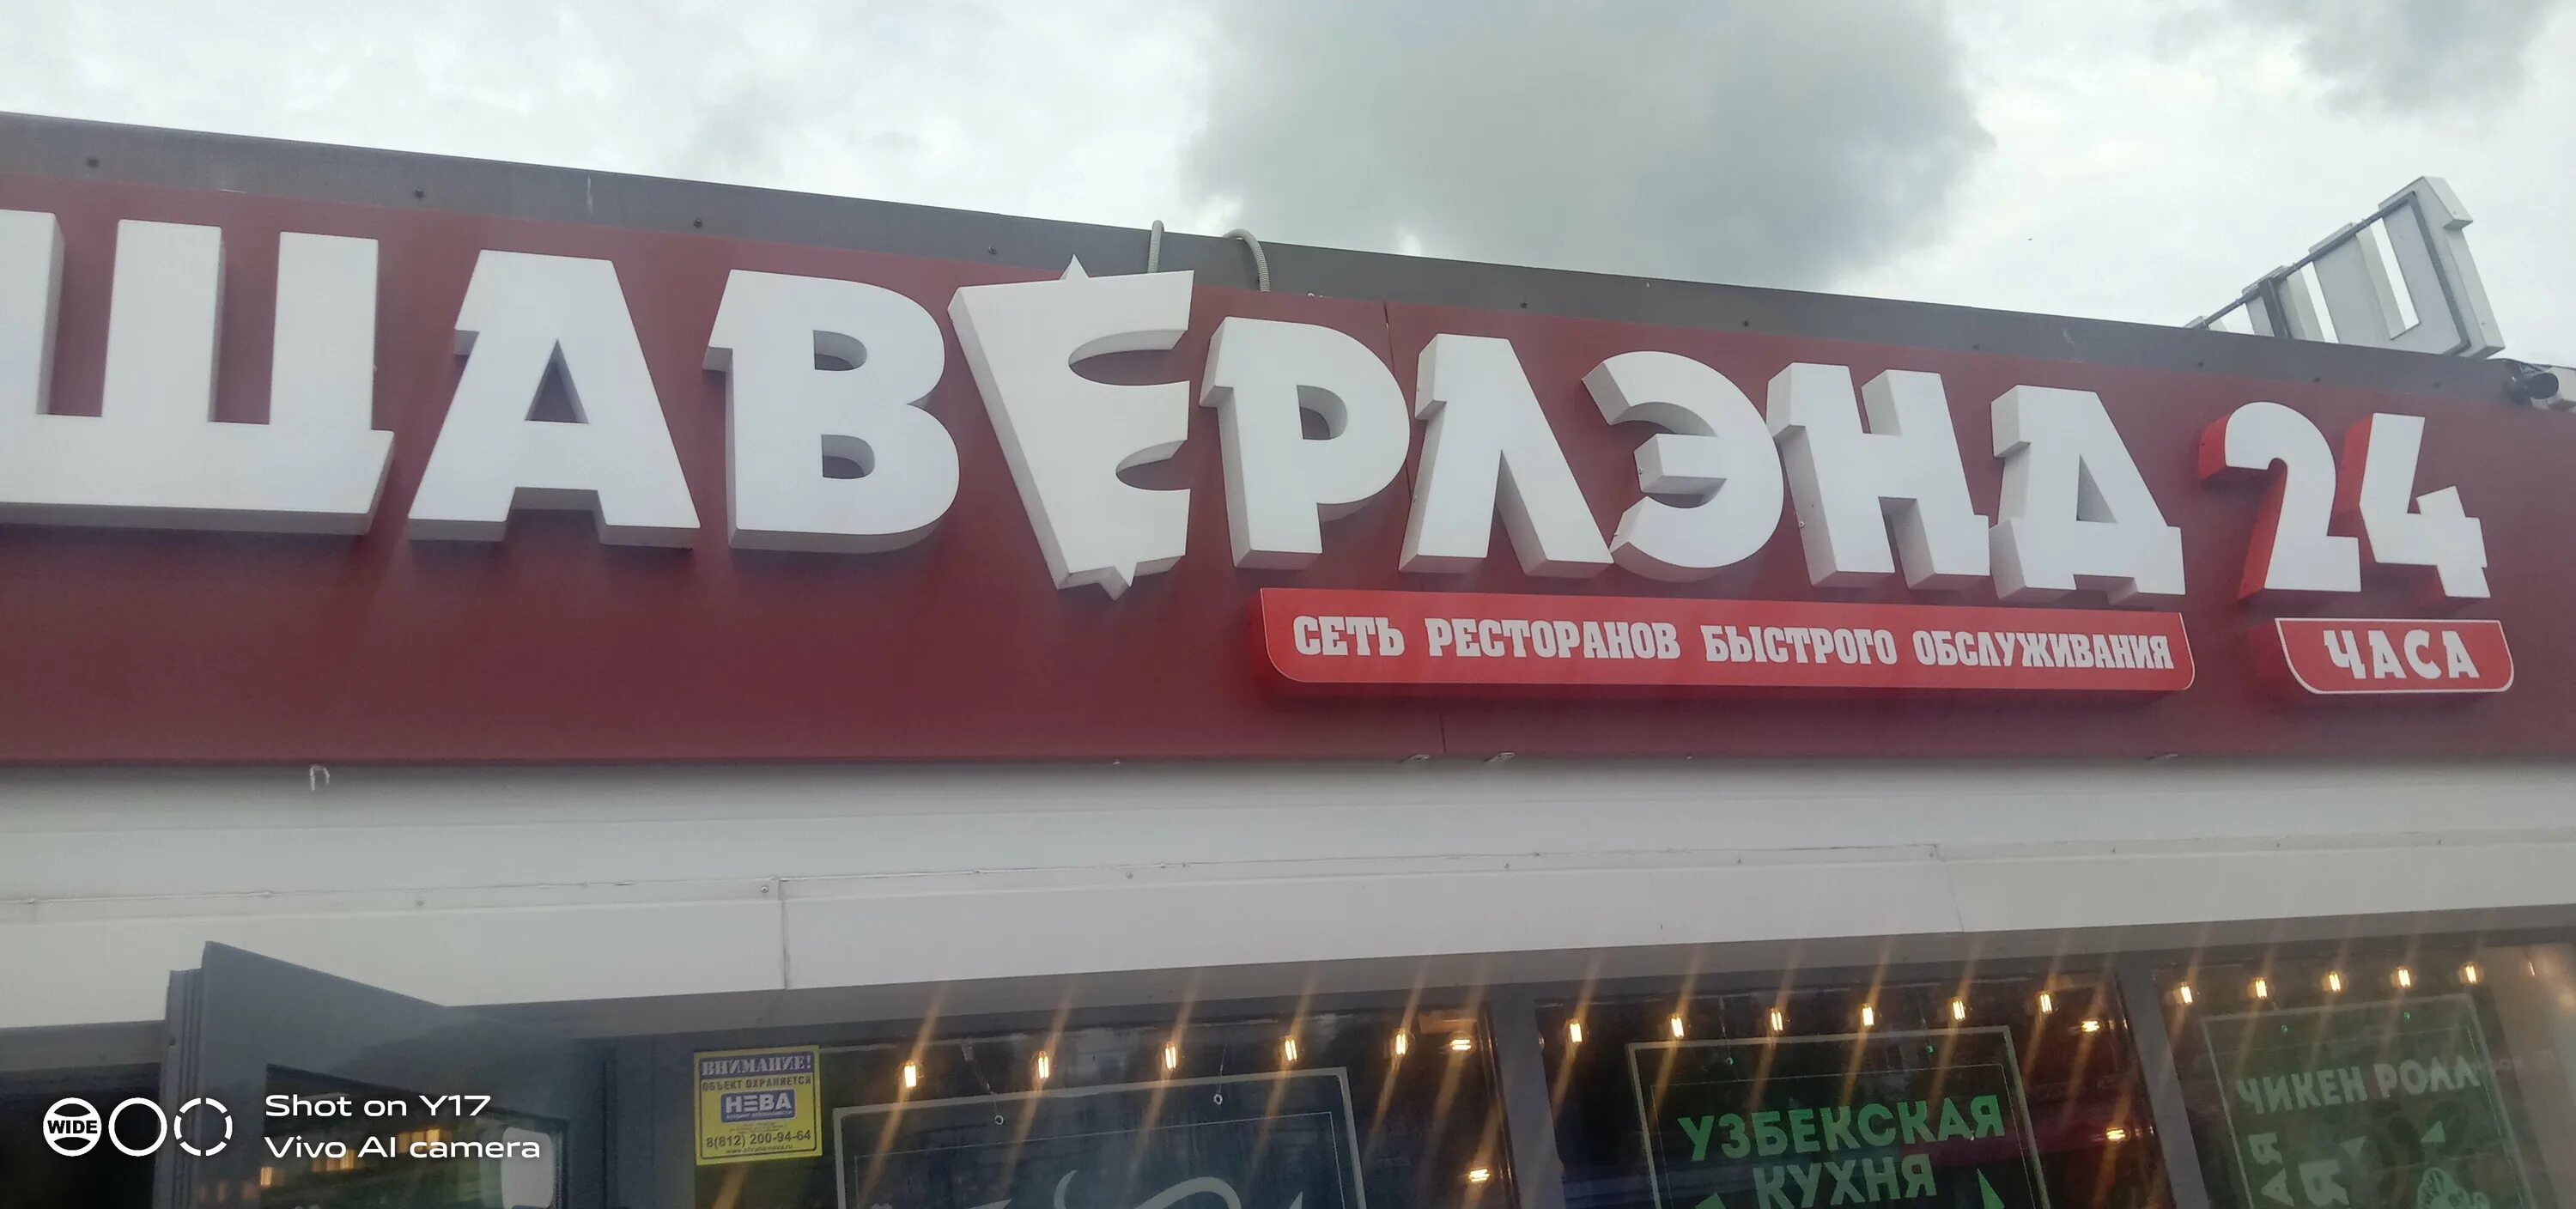 ШАВЕРЛЭНД 24
СЕТЬ РЕСТОРАНОВ БЫСТРОГО ОБСЛУЖИВАНИЯ
ЧАСА
ВНИМАНИЕ!
ОБЪЕКТ ОХРАНЯЕТСЯ
НЕВА
8(812) 200-94-64
УЗБЕКСКАЯ
КУХНЯ
ЧИКЕН РОЛЛ
WIDE
Shot on Y17
Vivo AI camera